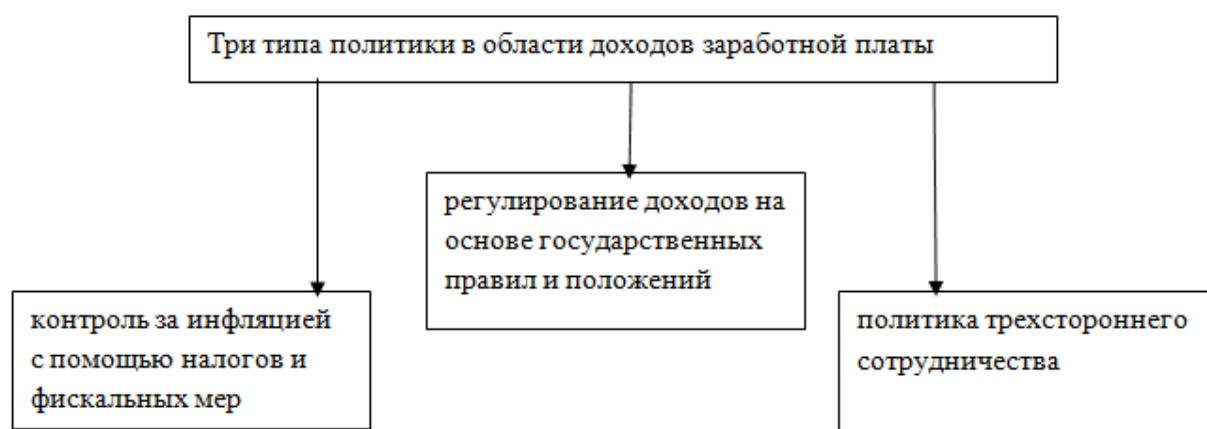 Три типа политики в области доходов заработной платы
регулирование доходов на
основе государственных
правил и положений
контроль за инфляцией
с помощью налогов и
фискальных мер
политика трехстороннего
сотрудничества